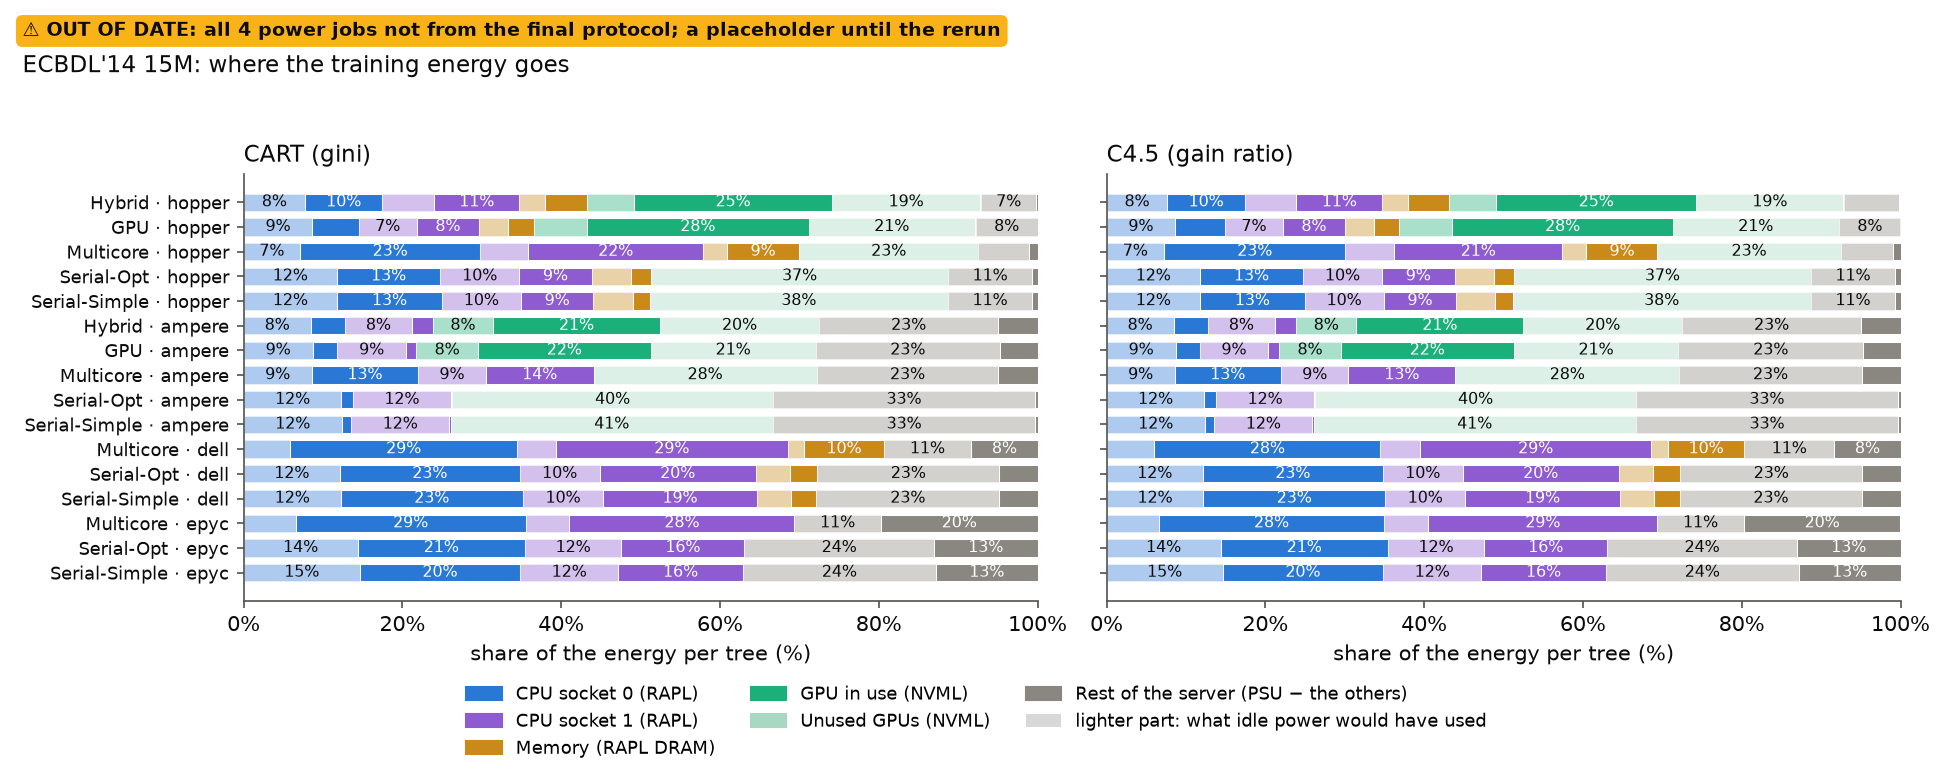 ⚠ OUT OF DATE: all 4 power jobs not from the final protocol; a placeholder until the rerun
ECBDL'14 15M: where the training energy goes
CART (gini)
C4.5 (gain ratio)
Hybrid · hopper 8% 10% 11% 25% 19% 7% 8% 10% 11% 25% 19%
GPU · hopper 9% 7% 8% 28% 21% 8% 9% 7% 8% 28% 21% 8%
Multicore · hopper 7% 23% 22% 9% 23% 7% 23% 21% 9% 23%
Serial-Opt · hopper 12% 13% 10% 9% 37% 11% 12% 13% 10% 9% 37% 11%
Serial-Simple · hopper 12% 13% 10% 9% 38% 11% 12% 13% 10% 9% 38% 11%
Hybrid · ampere 8% 8% 8% 21% 20% 23% 8% 8% 8% 21% 20% 23%
GPU · ampere 9% 9% 8% 22% 21% 23% 9% 9% 8% 22% 21% 23%
Multicore · ampere 9% 13% 9% 14% 28% 23% 9% 13% 9% 13% 28% 23%
Serial-Opt · ampere 12% 12% 40% 33% 12% 12% 40% 33%
Serial-Simple · ampere 12% 12% 41% 33% 12% 12% 41% 33%
Multicore · dell 29% 29% 10% 11% 8% 28% 29% 10% 11% 8%
Serial-Opt · dell 12% 23% 10% 20% 23% 12% 23% 10% 20% 23%
Serial-Simple · dell 12% 23% 10% 19% 23% 12% 23% 10% 19% 23%
Multicore · epyc 29% 28% 11% 20% 28% 29% 11% 20%
Serial-Opt · epyc 14% 21% 12% 16% 24% 13% 14% 21% 12% 16% 24% 13%
Serial-Simple · epyc 15% 20% 12% 16% 24% 13% 15% 20% 12% 16% 24% 13%
0% 20% 40% 60% 80% 100% 0% 20% 40% 60% 80% 100%
share of the energy per tree (%)
share of the energy per tree (%)
CPU socket 0 (RAPL)
CPU socket 1 (RAPL)
Memory (RAPL DRAM)
GPU in use (NVML)
Unused GPUs (NVML)
Rest of the server (PSU − the others)
lighter part: what idle power would have used